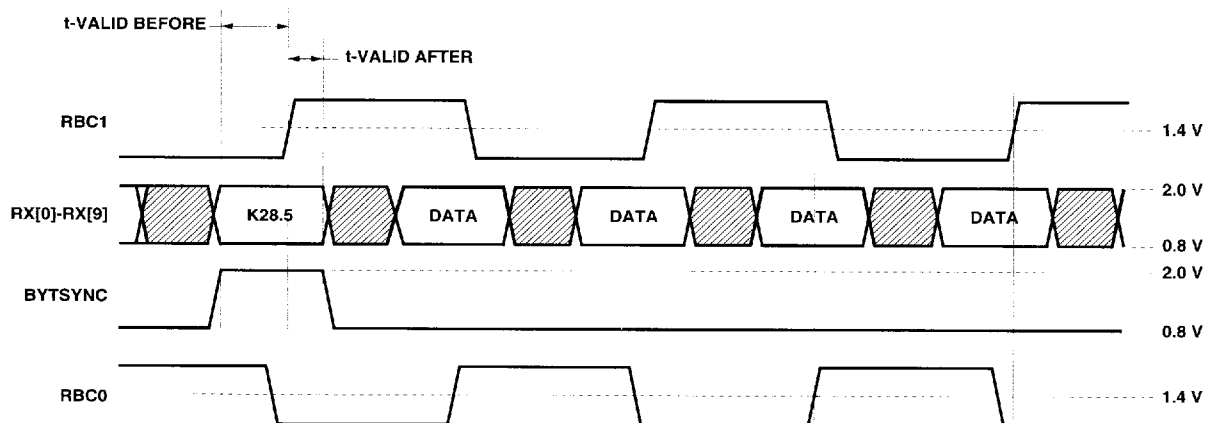 t-VALID BEFORE
t-VALID AFTER
RBC1
1.4 V
RX[0]-RX[9]
K28.5
DATA
DATA
DATA
DATA
2.0 V
0.8 V
BYTSYNC
2.0 V
0.8 V
RBC0
1.4 V